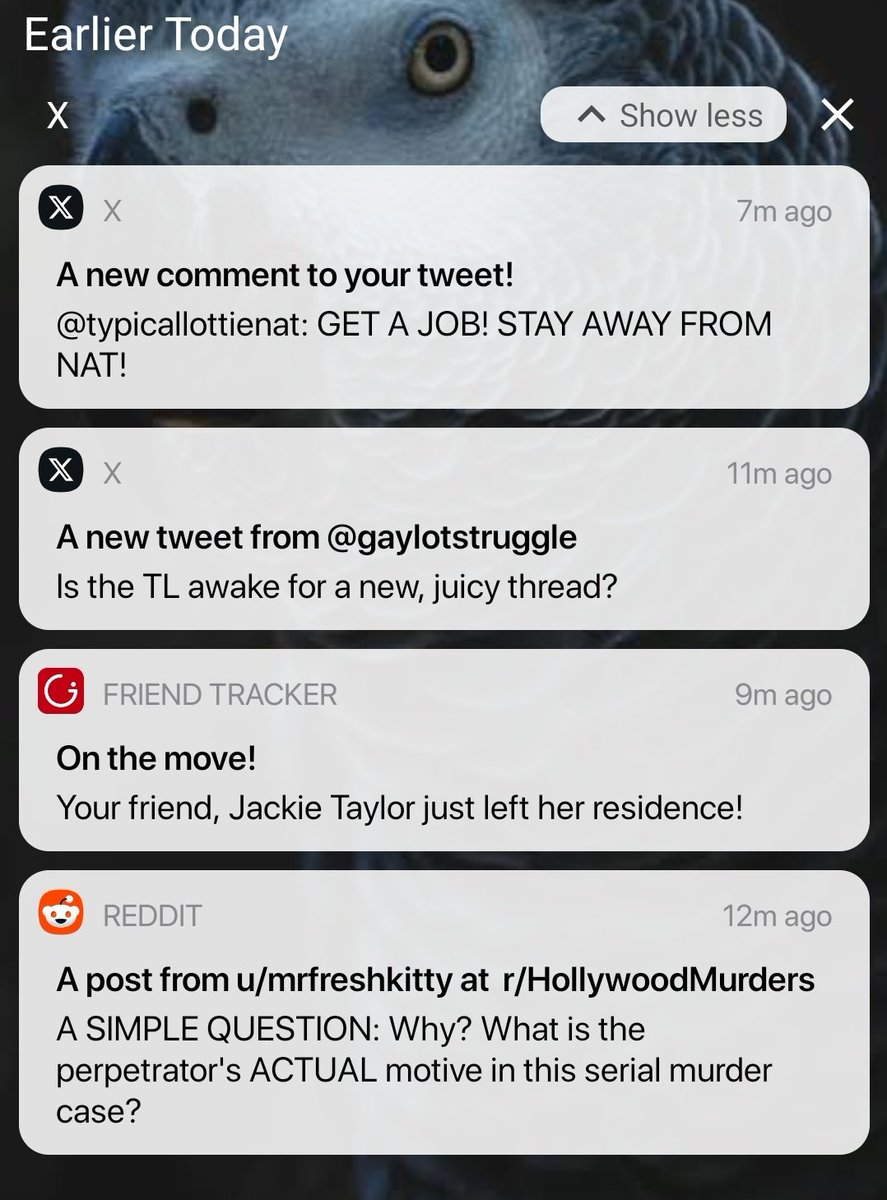 Earlier Today
X
Show less
X
7m ago
A new comment to your tweet!
@typicallottienat: GET A JOB! STAY AWAY FROM
NAT!
X
11m ago
A new tweet from @gaylotstruggle
Is the TL awake for a new, juicy thread?
FRIEND TRACKER
9m ago
On the move!
Your friend, Jackie Taylor just left her residence!
REDDIT
12m ago
A post from u/mrfreshkitty at r/HollywoodMurders
A SIMPLE QUESTION: Why? What is the
perpetrator's ACTUAL motive in this serial murder
case?